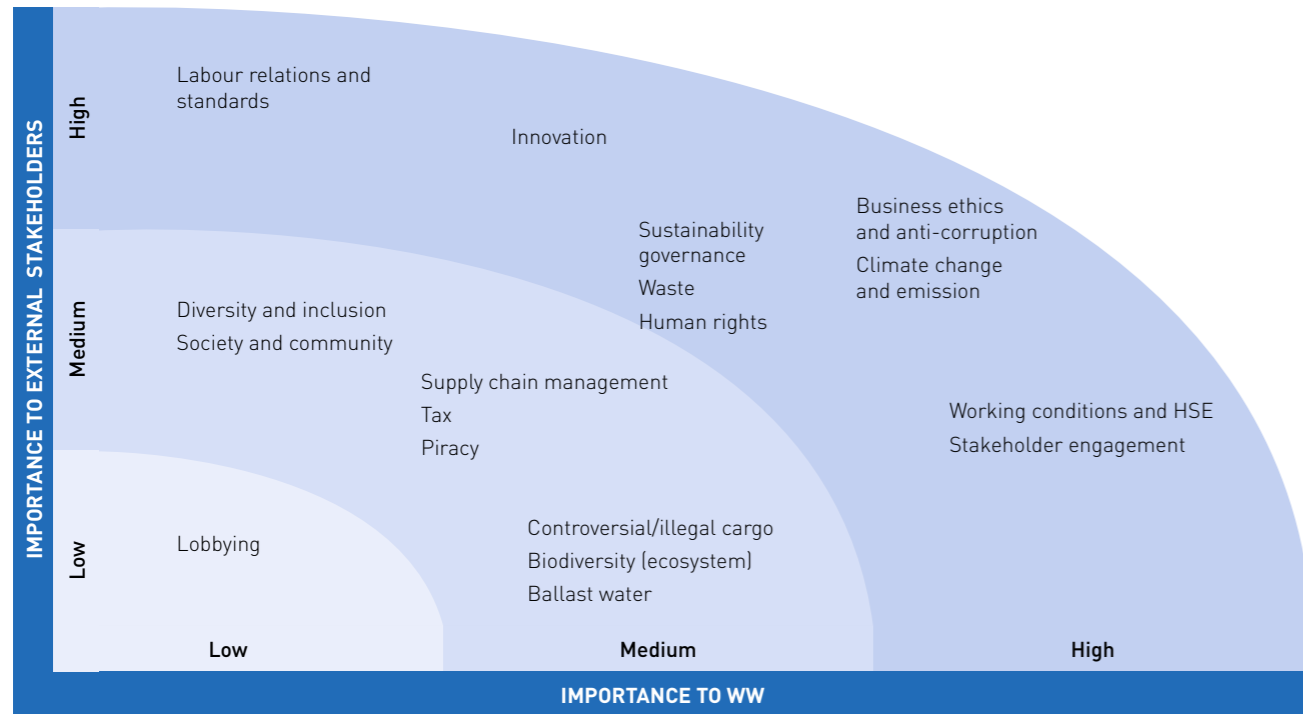 IMPORTANCE TO EXTERNAL STAKEHOLDERS
High
Medium
Low
Labour relations and
standards
Innovation
Business ethics
and anti-corruption
Climate change
and emission
Sustainability
governance
Waste
Human rights
Diversity and inclusion
Society and community
Supply chain management
Tax
Piracy
Working conditions and HSE
Stakeholder engagement
Lobbying
Controversial/illegal cargo
Biodiversity (ecosystem)
Ballast water
Low
Medium
High
IMPORTANCE TO WW